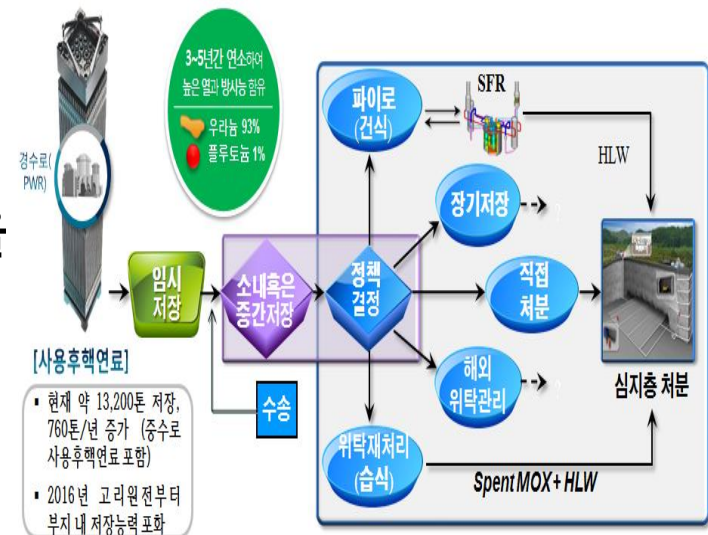 3~5년간 연소하여
높은 열과 방사능 함유
우라늄 93%
플루토늄 1%
경수로(
PWR)
임시
저장
소내혹은
중간저장
정책
결정
수송
파이로
(건식)
SFR
HLW
장기저장
직접
처분
해외
위탁관리
위탁재처리
(습식)
Spent MOX + HLW
심지층 처분
[사용후핵연료]
▪ 현재 약 13,200톤 저장,
760톤/년 증가 (중수로
사용후핵연료 포함)
▪ 2016년 고리원전부터
부지 내 저장능력 포화